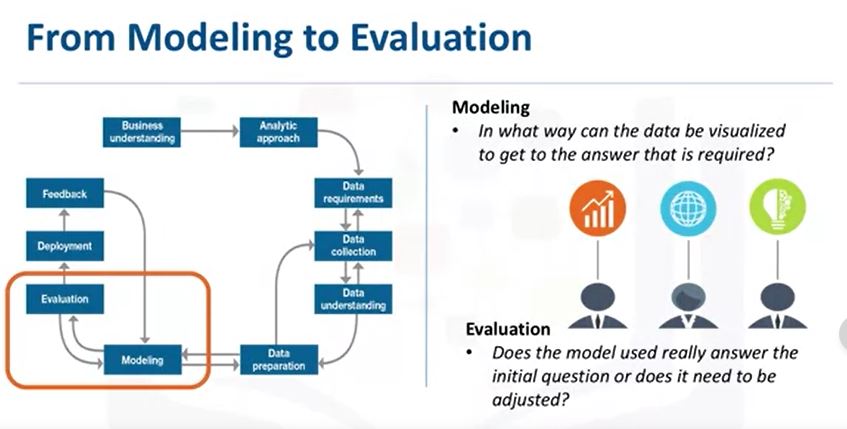 From Modeling to Evaluation
Business
understanding
Analytic
approach
Feedback
Data
requirements
Deployment
Data
collection
Evaluation
Data
understanding
Modeling
Data
preparation
Modeling
• In what way can the data be visualized
to get to the answer that is required?
Evaluation
• Does the model used really answer the
initial question or does it need to be
adjusted?